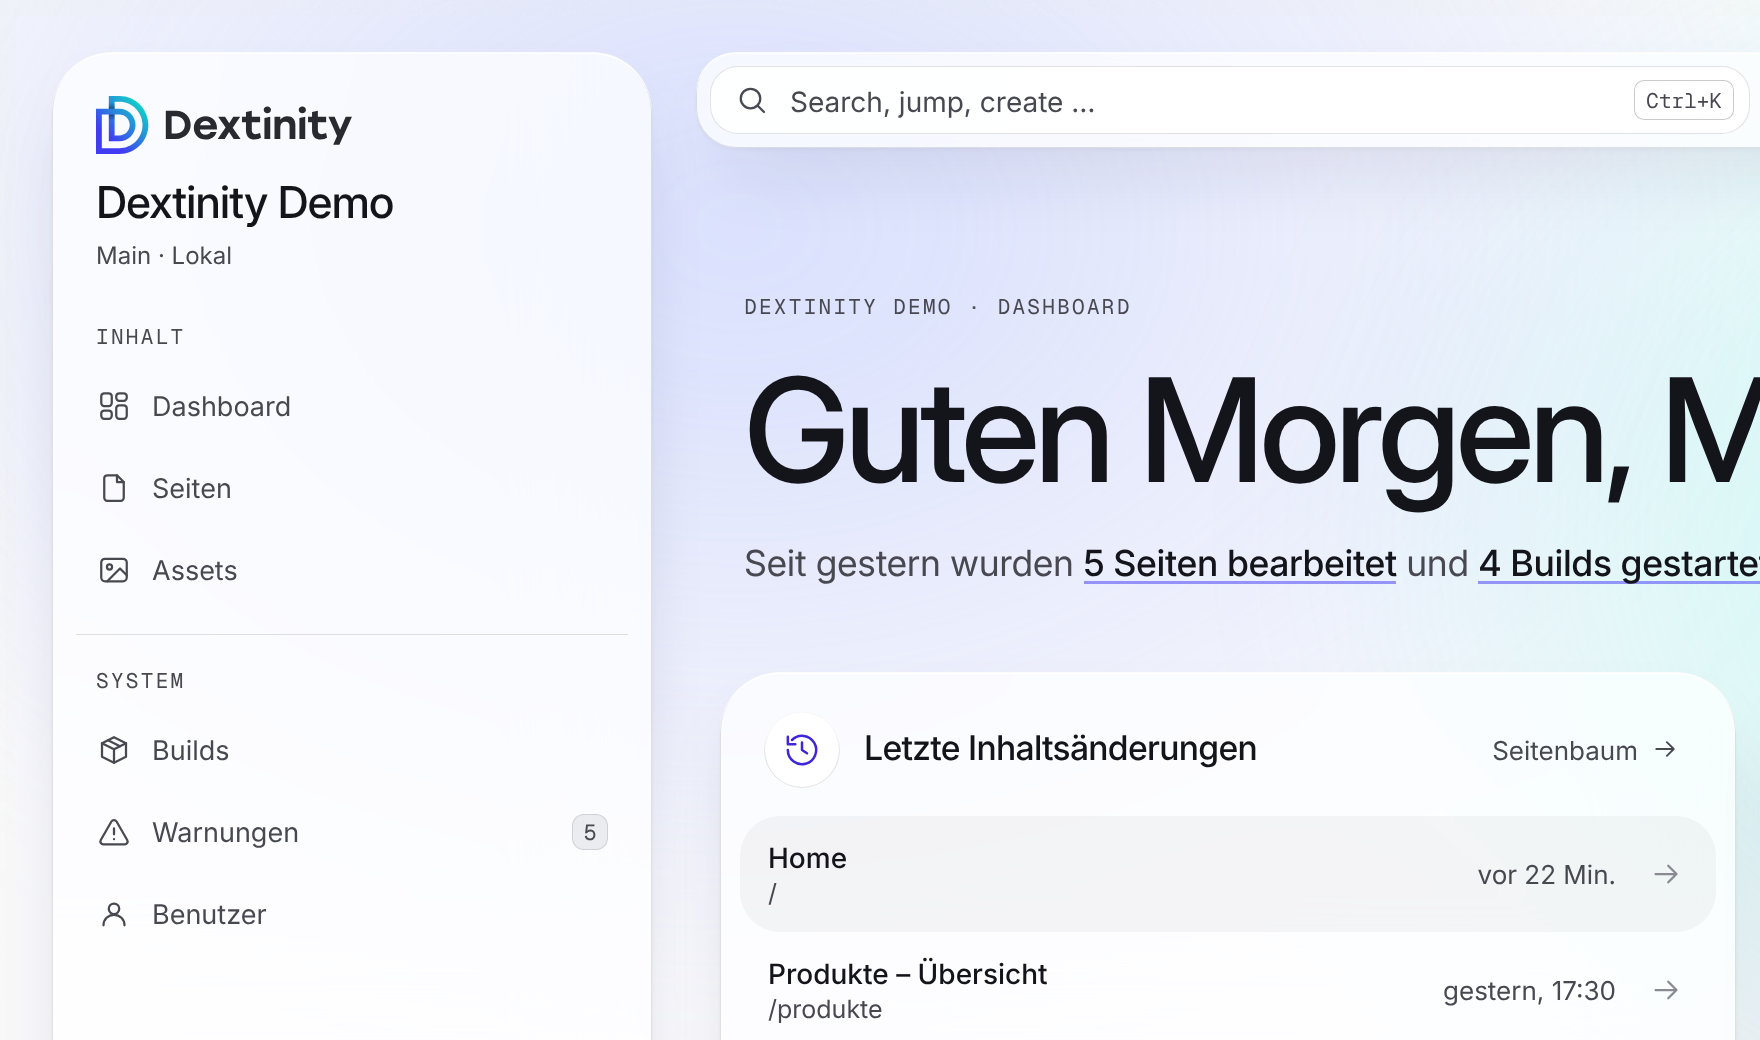 Dextinity
Dextinity Demo
Main · Lokal
INHALT
Dashboard
Seiten
Assets
SYSTEM
Builds
Warnungen 5
Benutzer
Search, jump, create ... Ctrl+K
DEXTINITY DEMO · DASHBOARD
Guten Morgen, M
Seit gestern wurden 5 Seiten bearbeitet und 4 Builds gestartet
Letzte Inhaltsänderungen Seitenbaum →
Home
/
vor 22 Min. →
Produkte – Übersicht
/produkte
gestern, 17:30 →